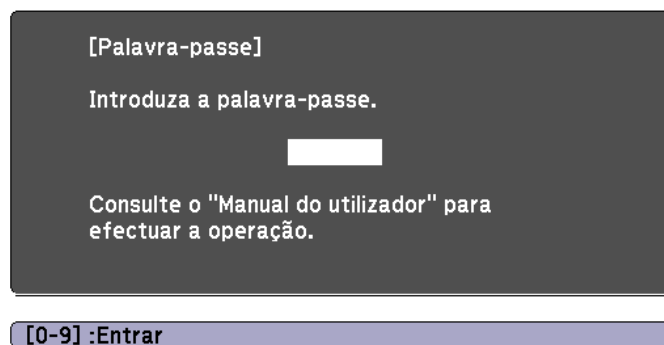 [Palavra-passe]
Introduza a palavra-passe.
Consulte o "Manual do utilizador" para
efectuar a operação.
[0-9] :Entrar